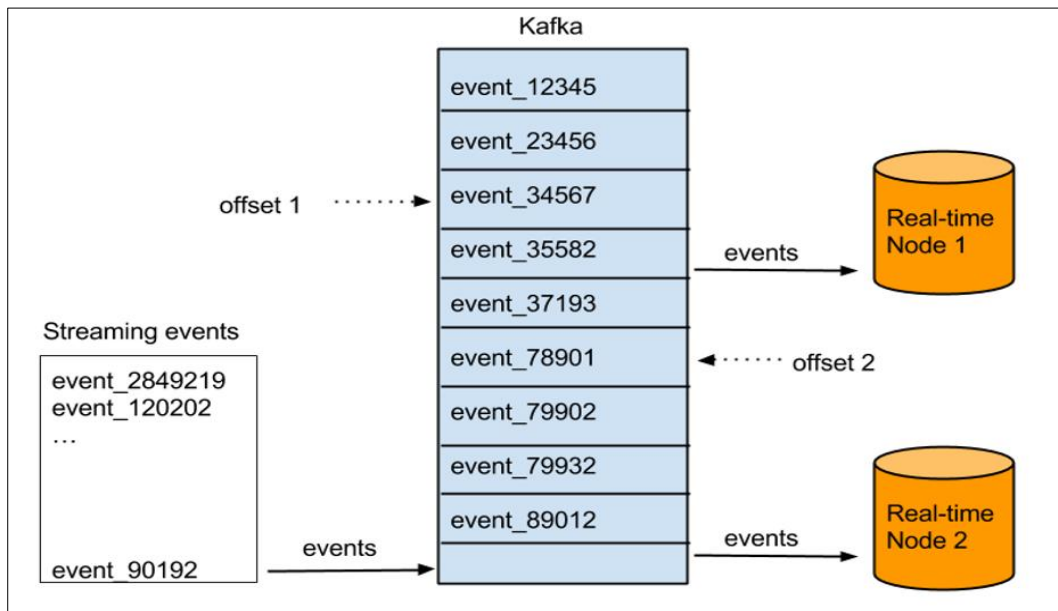 Kafka
event_12345
event_23456
offset 1
event_34567
Real-time
Node 1
event_35582
events
event_37193
Streaming events
event_78901
offset 2
event_2849219
event_120202
...
event_79902
event_79932
event_89012
Real-time
Node 2
events
events
event_90192